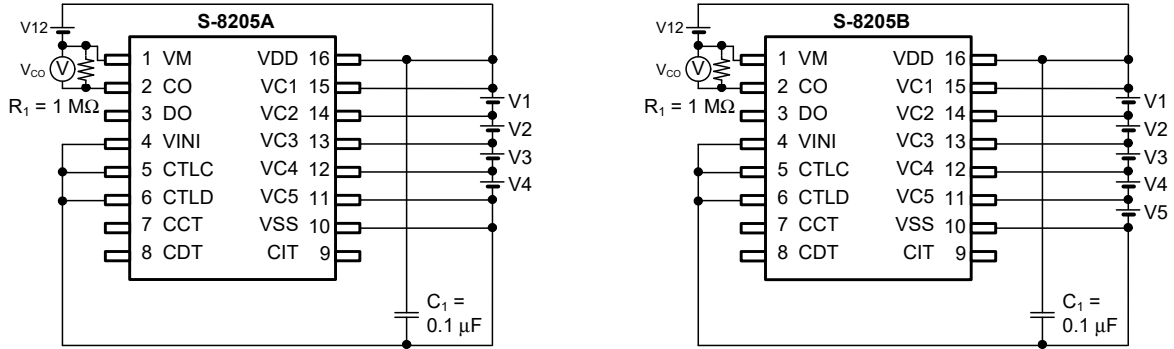 S-8205A
V12
VCO
V
R1 = 1 MΩ
1 VM
2 CO
3 DO
4 VINI
5 CTLC
6 CTLD
7 CCT
8 CDT
VDD 16
VC1 15
VC2 14
VC3 13
VC4 12
VC5 11
VSS 10
CIT 9
V1
V2
V3
V4
C1 =
0.1 μF
S-8205B
V12
VCO
V
R1 = 1 MΩ
1 VM
2 CO
3 DO
4 VINI
5 CTLC
6 CTLD
7 CCT
8 CDT
VDD 16
VC1 15
VC2 14
VC3 13
VC4 12
VC5 11
VSS 10
CIT 9
V1
V2
V3
V4
V5
C1 =
0.1 μF